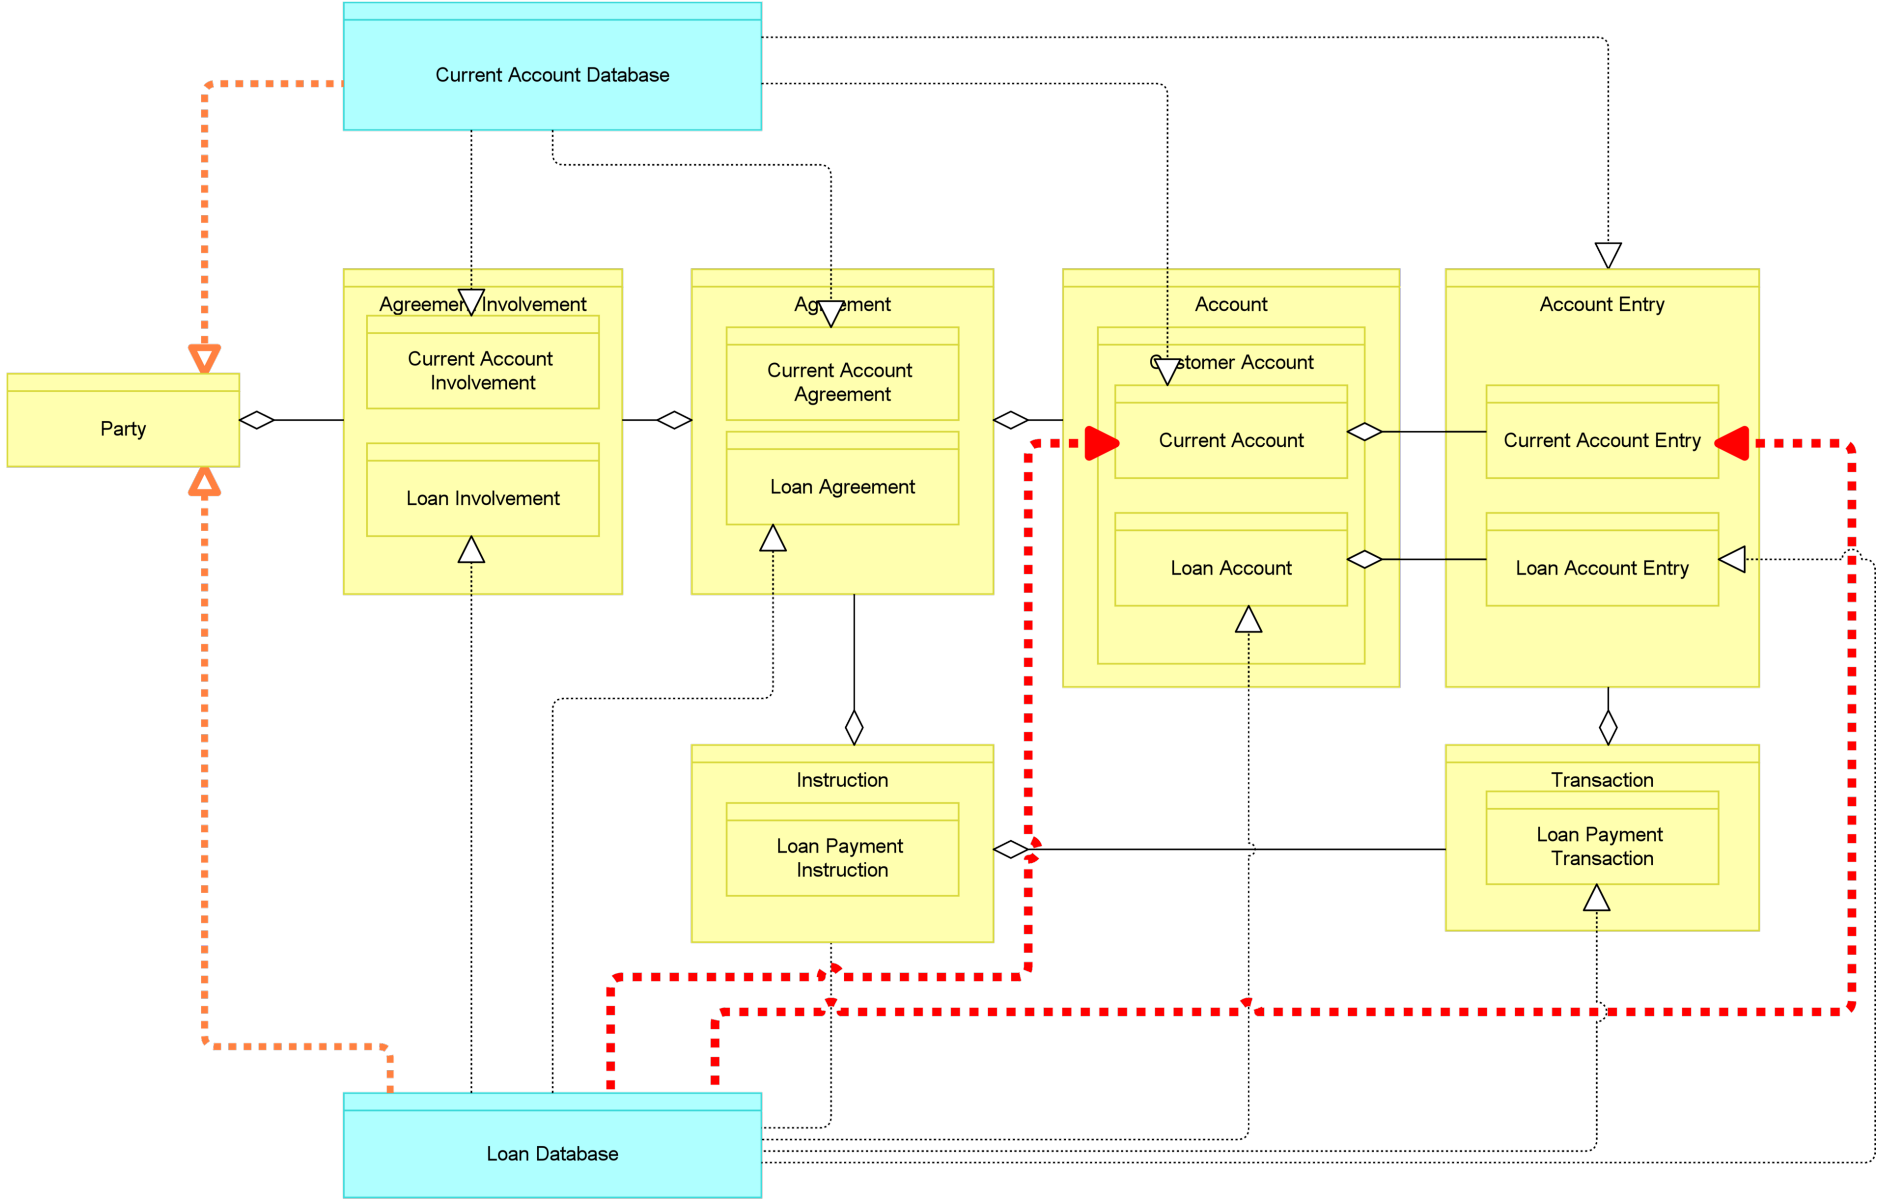 Current Account Database
Agreement Involvement
Agreement
Account
Account Entry
Current Account
Involvement
Current Account
Agreement
Customer Account
Party
Current Account
Current Account Entry
Loan Involvement
Loan Agreement
Loan Account
Loan Account Entry
Instruction
Transaction
Loan Payment
Instruction
Loan Payment
Transaction
Loan Database